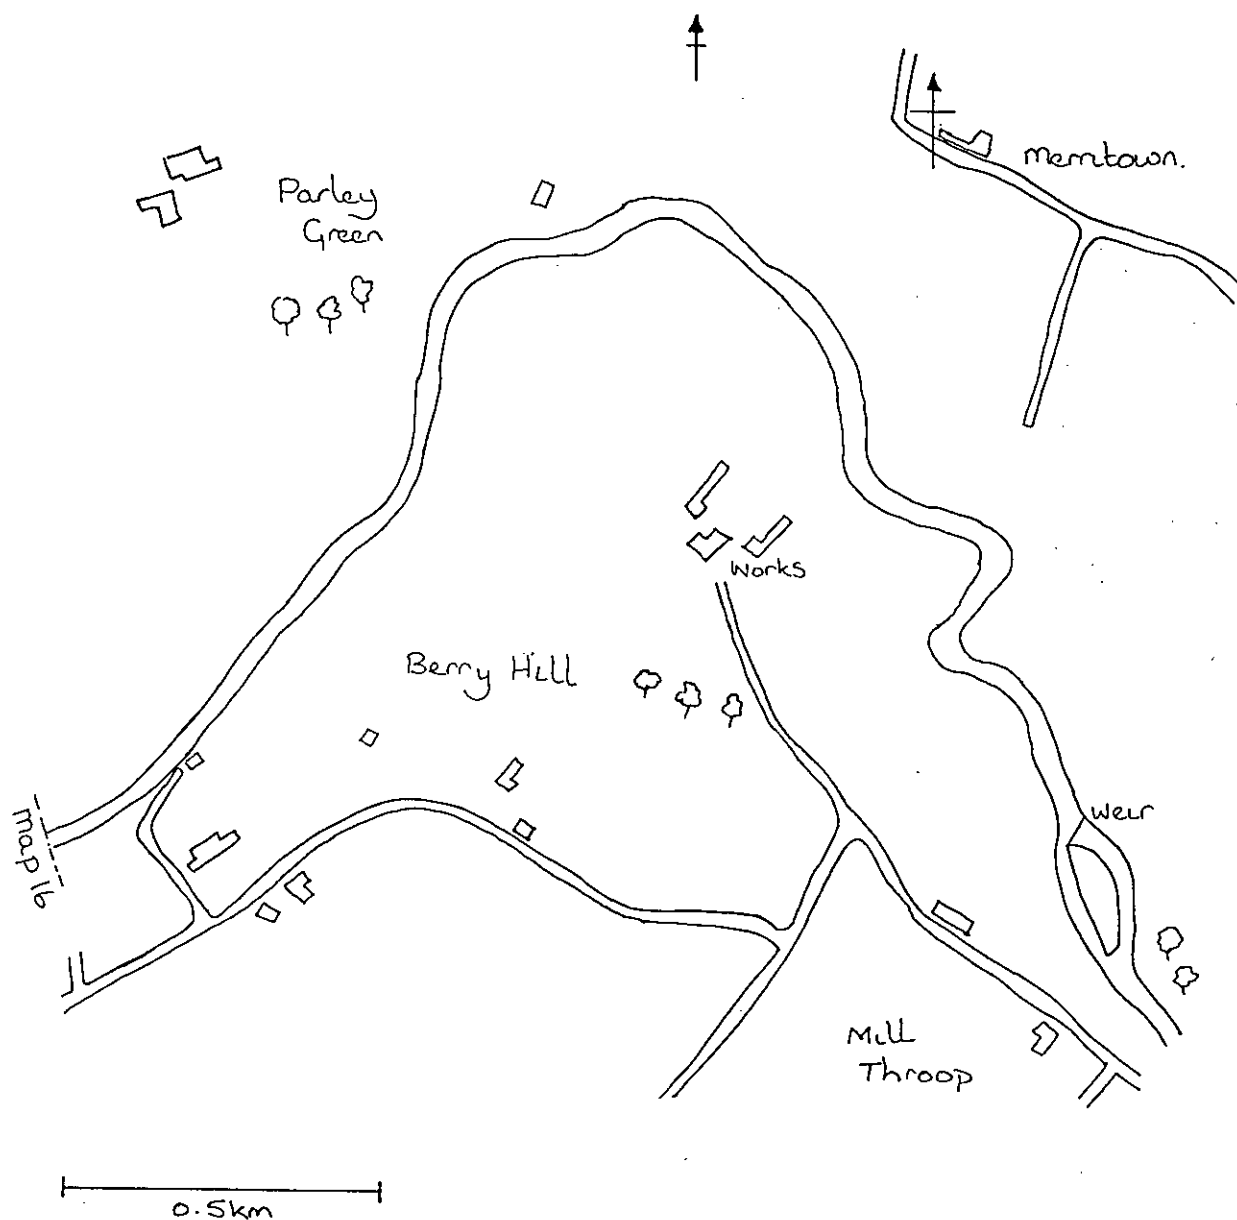 Merritown.
Parley
Green
Works
Berry Hill
Weir
map 16
Mill
Throop
0.5km